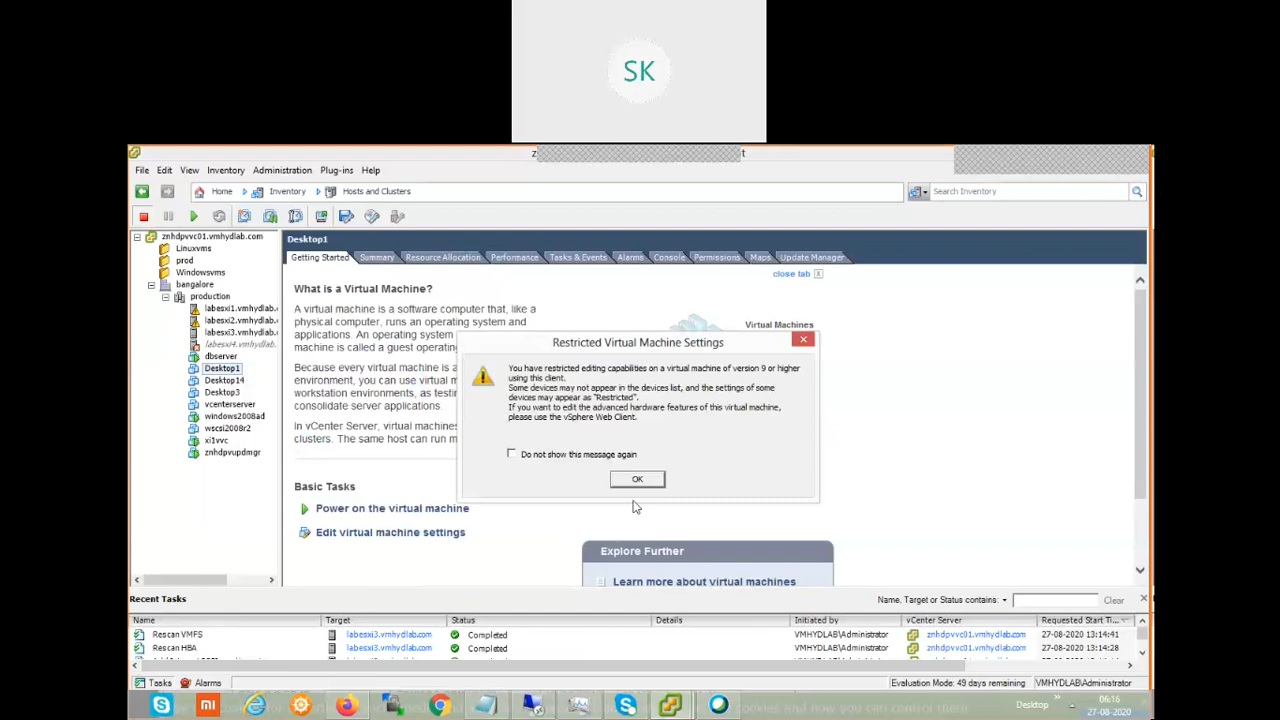 SK
z t
File Edit View Inventory Administration Plug-ins Help
Home Inventory Hosts and Clusters Search Inventory
znhdpvvc01.vmhydlab.com
Linuxvms
prod
Windowsvms
bangalore
production
labesxi1.vmhydlab.
labesxi2.vmhydlab.
labesxi3.vmhydlab.
labesxi4.vmhydlab.
dbserver
Desktop1
Desktop14
Desktop3
vcenterserver
windows2008ad
wscsi2008r2
xi1vvc
znhdpvupdmgr
Desktop1
Getting Started Summary Resource Allocation Performance Tasks & Events Alarms Console Permissions Maps Update Manager
close tab X
What is a Virtual Machine?
A virtual machine is a software computer that, like a
physical computer, runs an operating system and
applications. An operating system
machine is called a guest operating
Because every virtual machine is a
environment, you can use virtual m
workstation environments, as testin
consolidate server applications.
In vCenter Server, virtual machines
clusters. The same host can run m
Virtual Machines
Restricted Virtual Machine Settings
You have restricted editing capabilities on a virtual machine of version 9 or higher
using this client.
Some devices may not appear in the devices list, and the settings of some
devices may appear as "Restricted".
If you want to edit the advanced hardware features of this virtual machine,
please use the vSphere Web Client.
Do not show this message again
OK
Basic Tasks
Power on the virtual machine
Edit virtual machine settings
Explore Further
Learn more about virtual machines
Recent Tasks Name, Target or Status contains: Clear
Name Target Status Details Initiated by vCenter Server Requested Start Ti...
Rescan VMFS labesxi3.vmhydlab.com Completed VMHYDLAB\Administrator znhdpvvc01.vmhydlab.com 27-08-2020 13:14:41
Rescan HBA labesxi3.vmhydlab.com Completed VMHYDLAB\Administrator znhdpvvc01.vmhydlab.com 27-08-2020 13:14:28
Tasks Alarms Evaluation Mode: 49 days remaining VMHYDLAB\Administrator
Desktop
06:16
27-08-2020